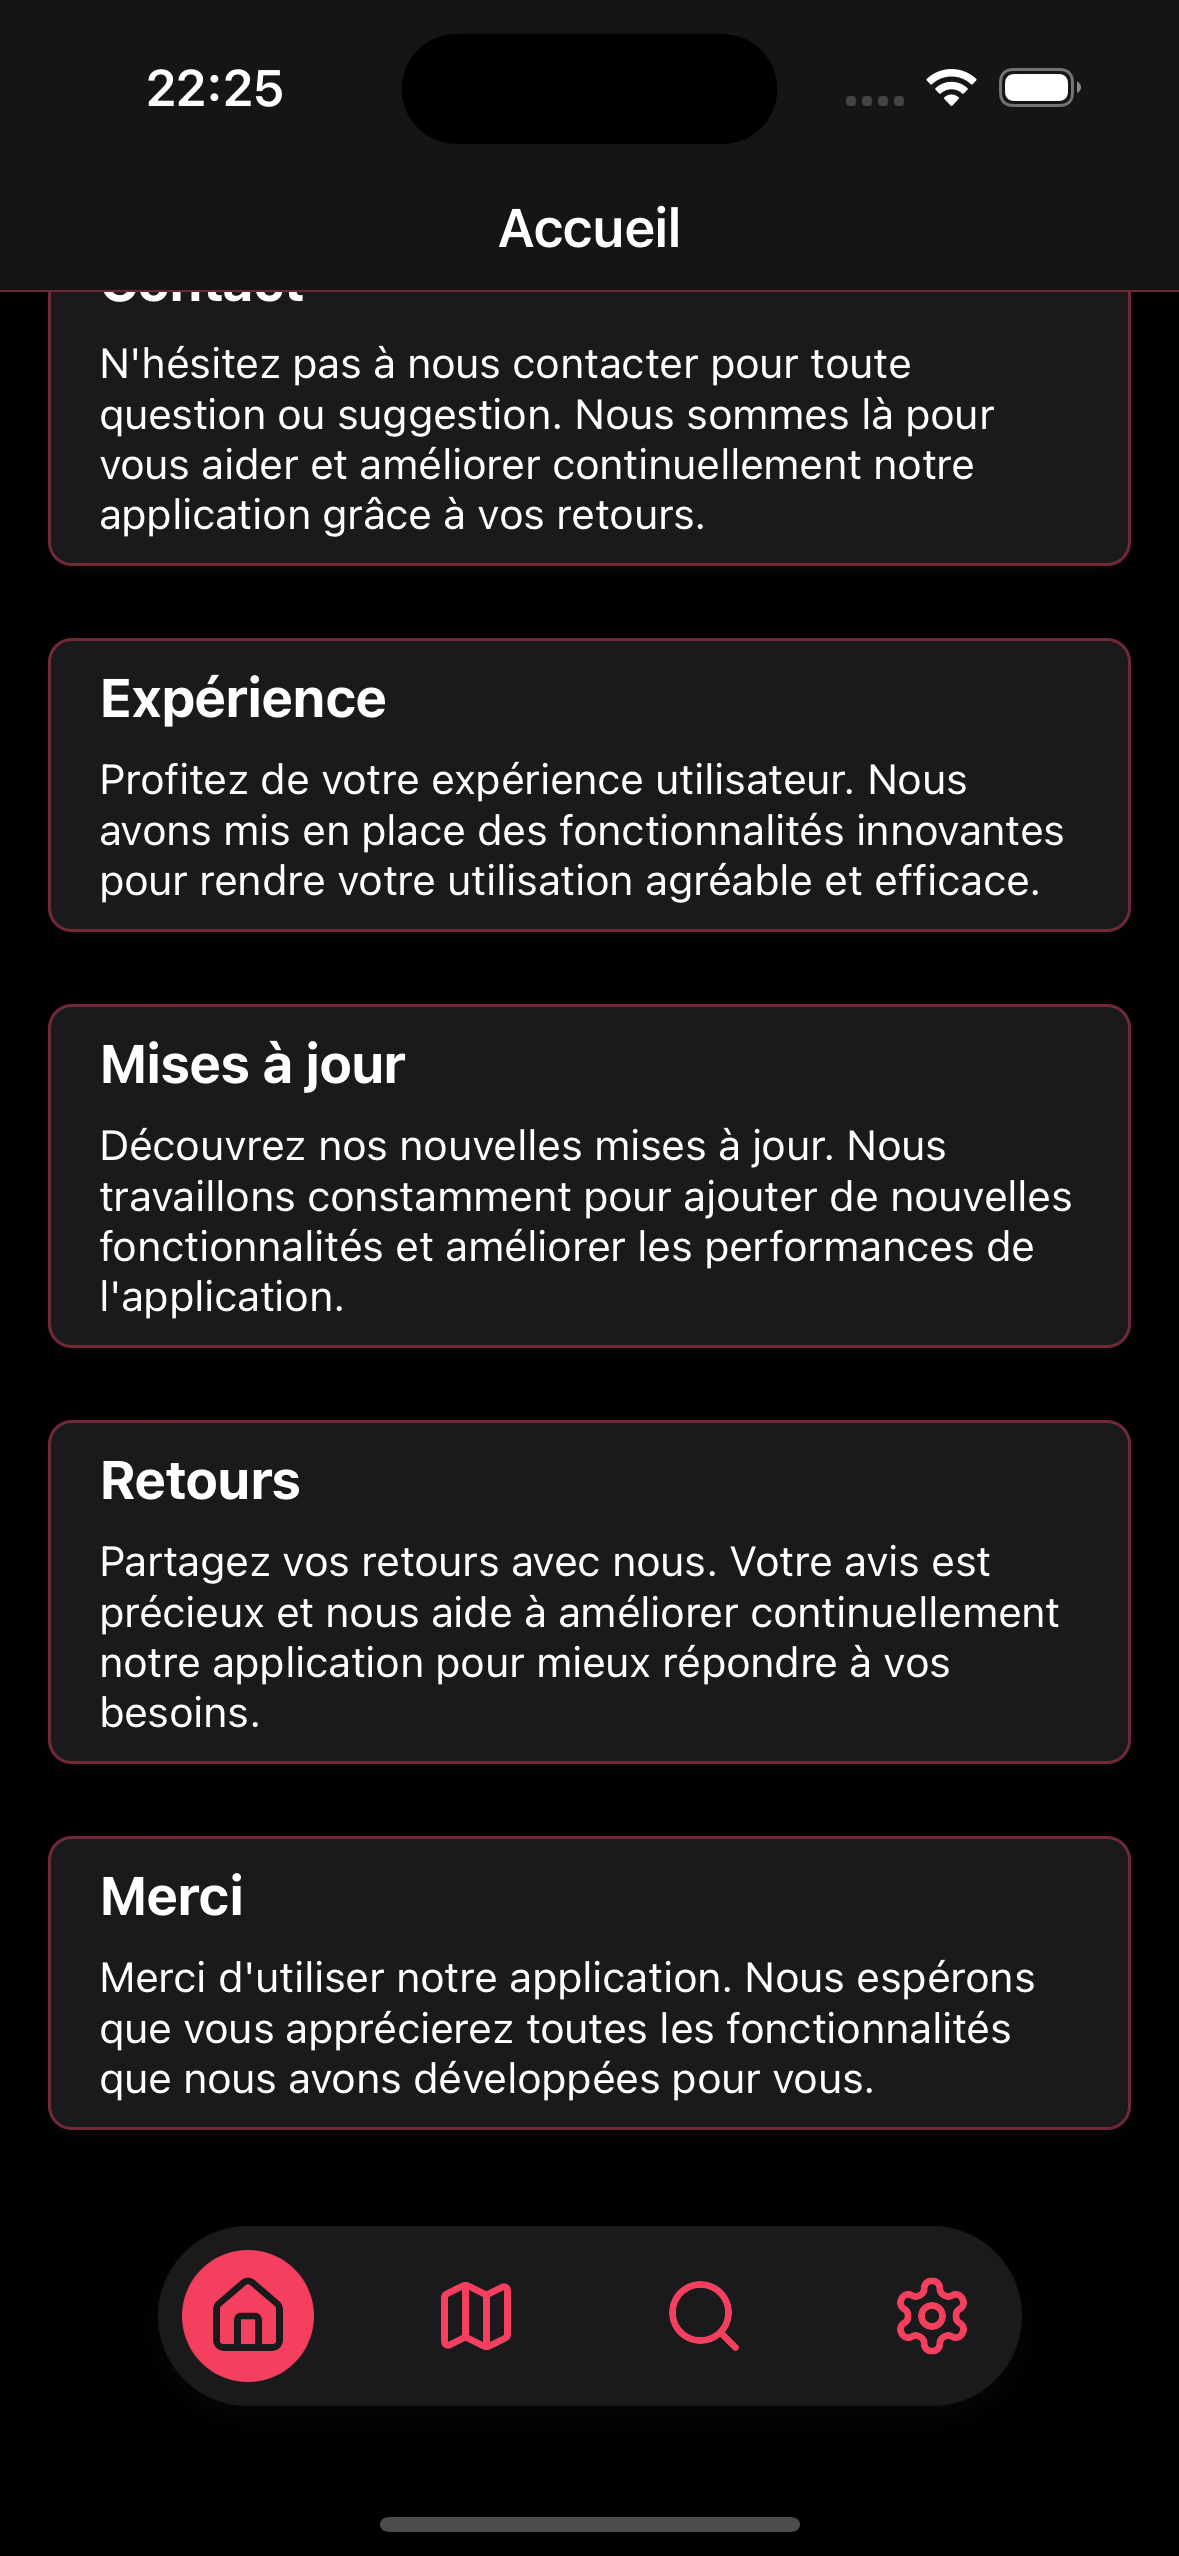 22:25
Accueil
Contact
N'hésitez pas à nous contacter pour toute
question ou suggestion. Nous sommes là pour
vous aider et améliorer continuellement notre
application grâce à vos retours.
Expérience
Profitez de votre expérience utilisateur. Nous
avons mis en place des fonctionnalités innovantes
pour rendre votre utilisation agréable et efficace.
Mises à jour
Découvrez nos nouvelles mises à jour. Nous
travaillons constamment pour ajouter de nouvelles
fonctionnalités et améliorer les performances de
l'application.
Retours
Partagez vos retours avec nous. Votre avis est
précieux et nous aide à améliorer continuellement
notre application pour mieux répondre à vos
besoins.
Merci
Merci d'utiliser notre application. Nous espérons
que vous apprécierez toutes les fonctionnalités
que nous avons développées pour vous.